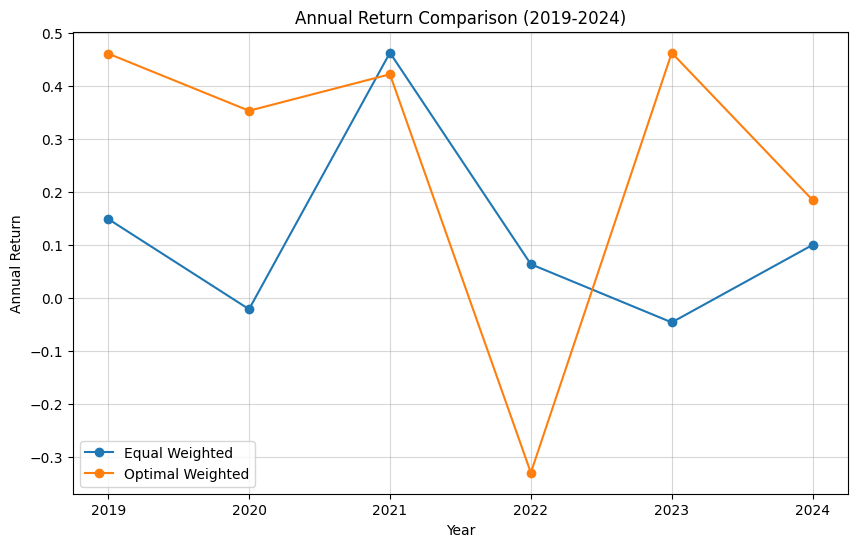 Annual Return Comparison (2019-2024)
Annual Return
0.5
0.4
0.3
0.2
0.1
0.0
−0.1
−0.2
−0.3
Equal Weighted
Optimal Weighted
2019 2020 2021 2022 2023 2024
Year